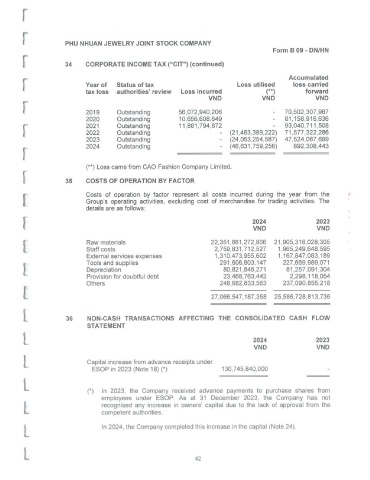 PHU NHUAN JEWELRY JOINT STOCK COMPANY
Form B 09 - DN/HN
34 CORPORATE INCOME TAX ("CIT") (continued)
Year of tax loss Status of tax authorities' review Loss incurred VND Loss utilised (**) VND Accumulated loss carried forward VND
2019 Outstanding 56,072,940,206 - 70,502,307,987
2020 Outstanding 10,656,608,649 - 81,158,916,636
2021 Outstanding 11,881,794,872 - 93,040,711,508
2022 Outstanding - (21,463,389,222) 71,577,322,286
2023 Outstanding - (24,053,254,587) 47,524,067,699
2024 Outstanding - (46,631,759,256) 892,308,443
(**) Loss came from CAO Fashion Company Limited.
35 COSTS OF OPERATION BY FACTOR
Costs of operation by factor represent all costs incurred during the year from the
Group's operating activities, excluding cost of merchandise for trading activities. The
details are as follows:
2024 2023
VND VND
Raw materials 22,351,861,272,806 21,905,316,028,305
Staff costs 2,759,831,712,527 1,965,249,648,595
External services expenses 1,310,473,955,602 1,167,847,083,189
Tools and supplies 291,906,803,147 227,669,989,071
Depreciation 80,821,848,271 81,257,091,304
Provision for doubtful debt 23,468,763,442 2,298,118,054
Others 248,682,833,563 237,090,855,218
27,066,547,187,358 25,586,728,813,736
36 NON-CASH TRANSACTIONS AFFECTING THE CONSOLIDATED CASH FLOW
STATEMENT
2024 2023
VND VND
Capital increase from advance receipts under
ESOP in 2023 (Note 18) (*) 130,745,840,000 -
(*) In 2023, the Company received advance payments to purchase shares from
employees under ESOP. As at 31 December 2023, the Company has not
recognised any increase in owners' capital due to the lack of approval from the
competent authorities.
In 2024, the Company completed this increase in the capital (Note 24).
42